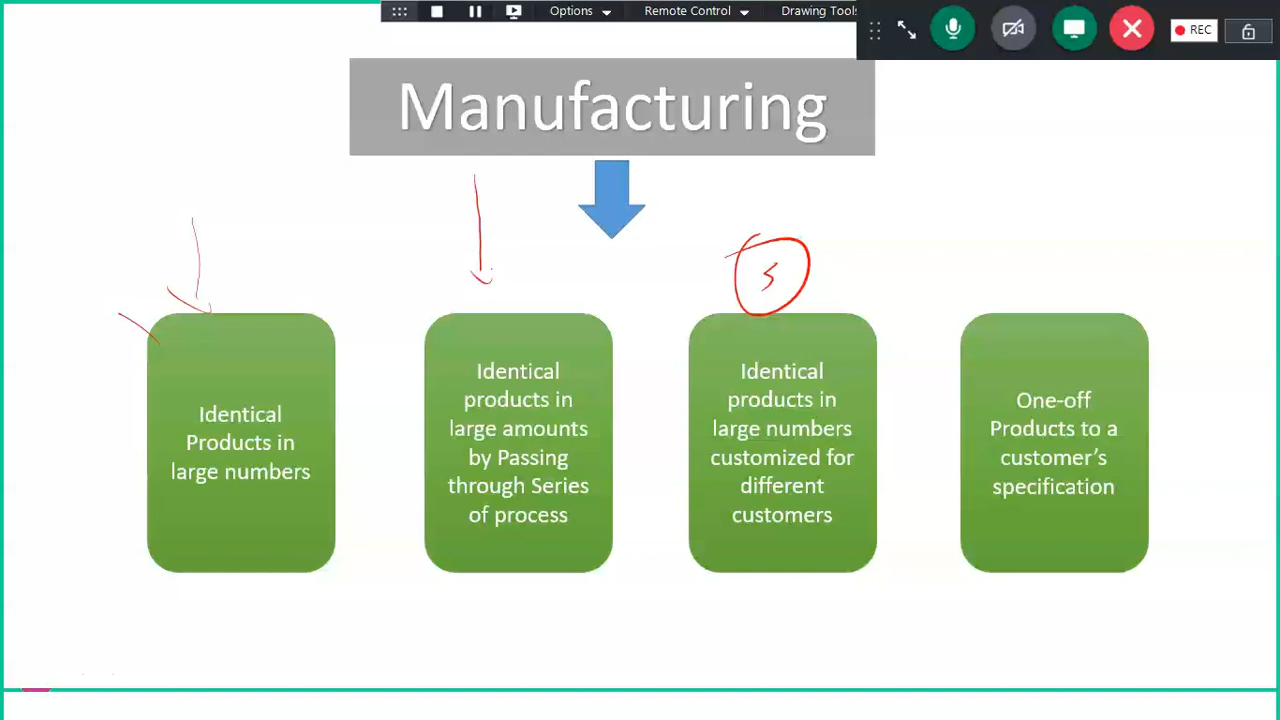 Options
Remote Control
Drawing Tools
REC
Manufacturing
Identical
Products in
large numbers
Identical
products in
large amounts
by Passing
through Series
of process
Identical
products in
large numbers
customized for
different
customers
One-off
Products to a
customer's
specification